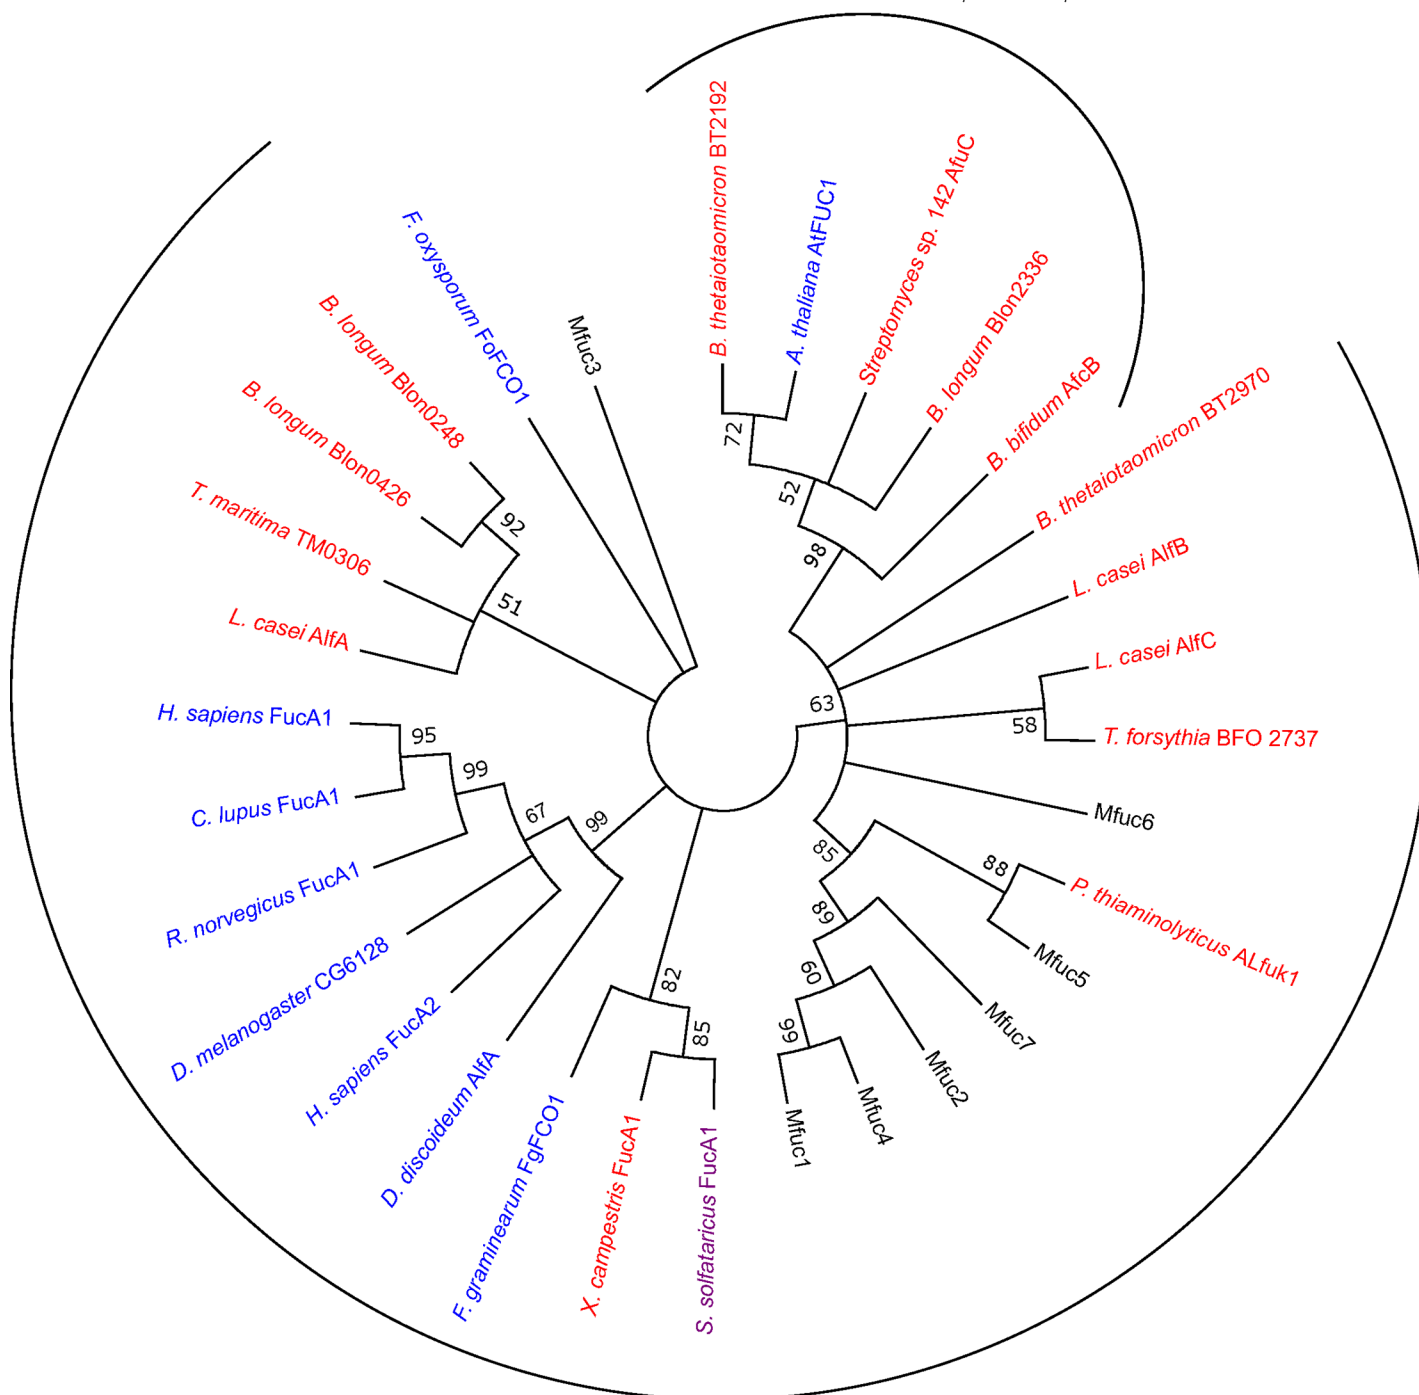 B. thetaiotaomicron BT2192
A. thaliana AtFUC1
Streptomyces sp. 142 AfuC
B. longum Blon2336
B. bifidum AfcB
B. thetaiotaomicron BT2970
L. casei AlfB
L. casei AlfC
T. forsythia BFO 2737
Mfuc6
P. thiaminolyticus ALfuk1
Mfuc5
Mfuc7
Mfuc2
Mfuc4
Mfuc1
S. solfataricus FucA1
X. campestris FucA1
F. graminearum FgFCO1
D. discoideum AlfA
H. sapiens FucA2
D. melanogaster CG6128
R. norvegicus FucA1
C. lupus FucA1
H. sapiens FucA1
L. casei AlfA
T. maritima TM0306
B. longum Blon0426
B. longum Blon0248
F. oxysporum FoFCO1
Mfuc3
72
52
98
63
58
85
88
89
60
99
82
85
99
67
99
95
51
92